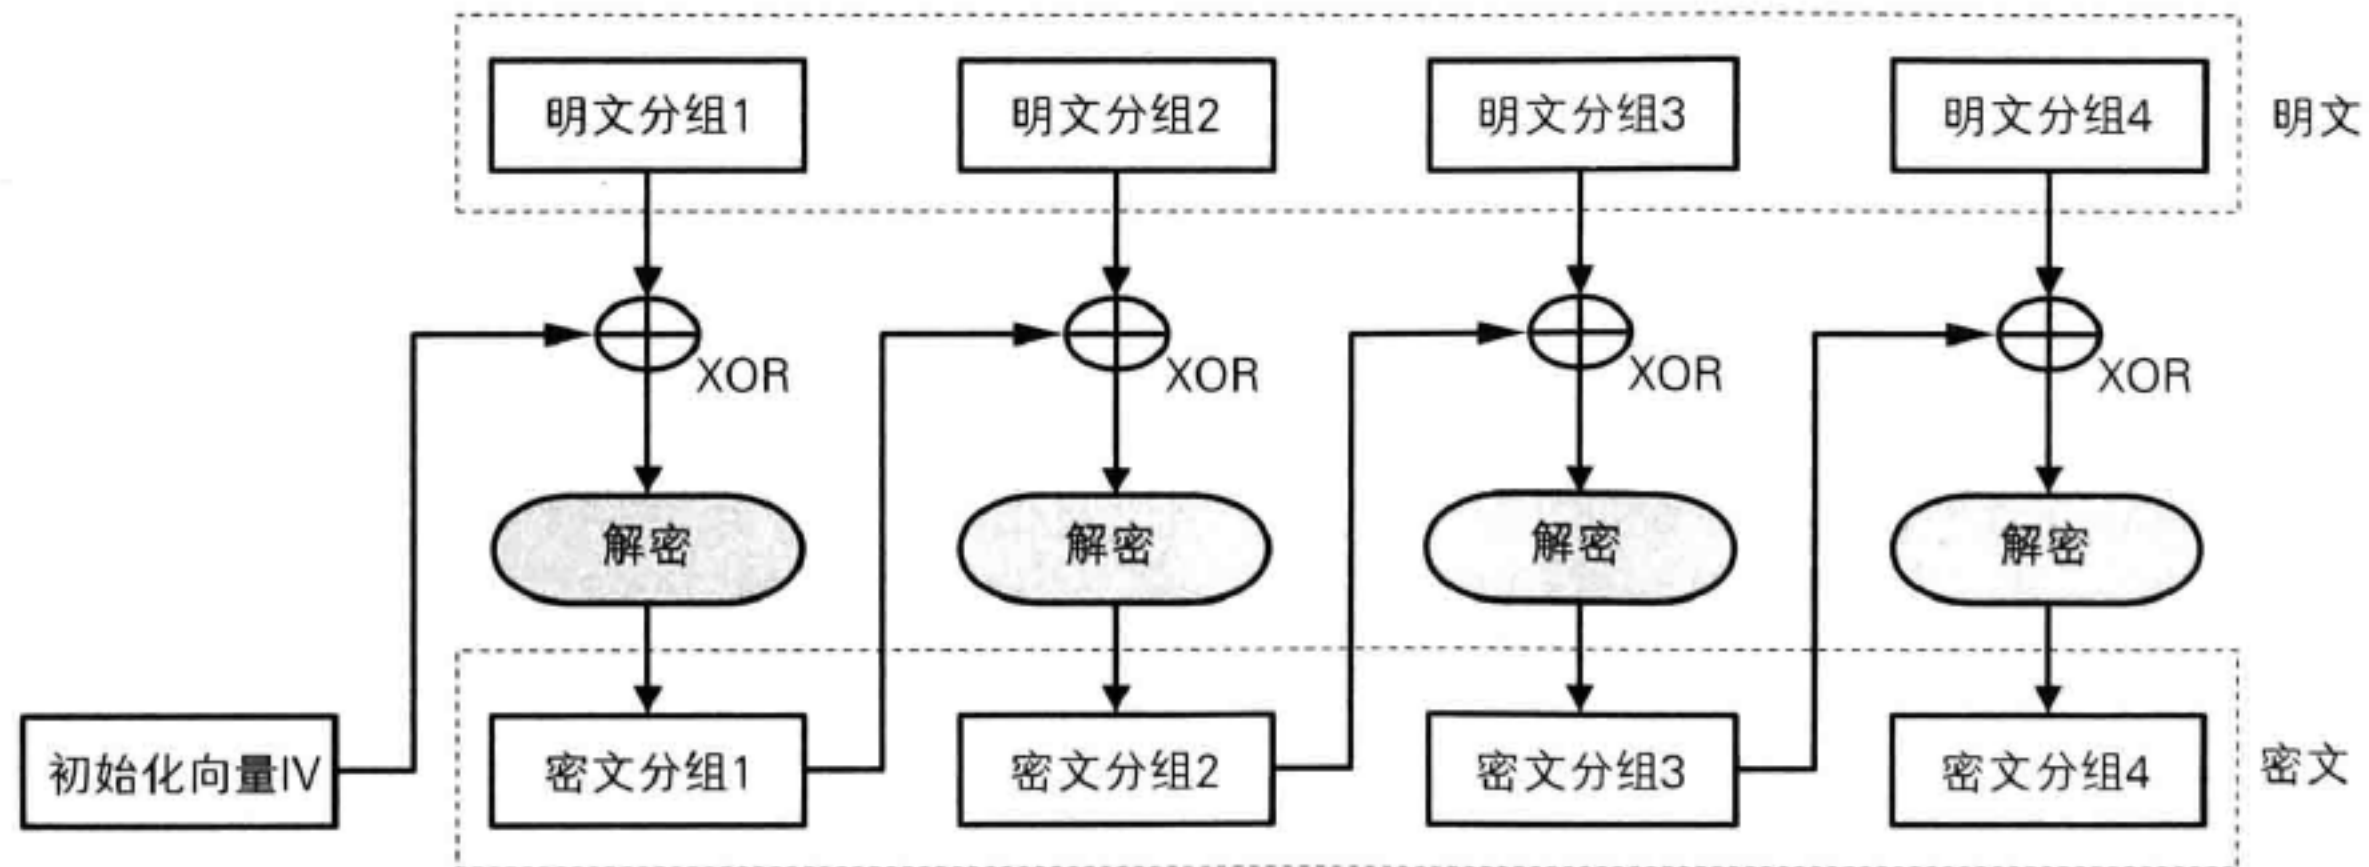 明文分组1
明文分组2
明文分组3
明文分组4
明文
XOR
XOR
XOR
XOR
解密
解密
解密
解密
初始化向量IV
密文分组1
密文分组2
密文分组3
密文分组4
密文